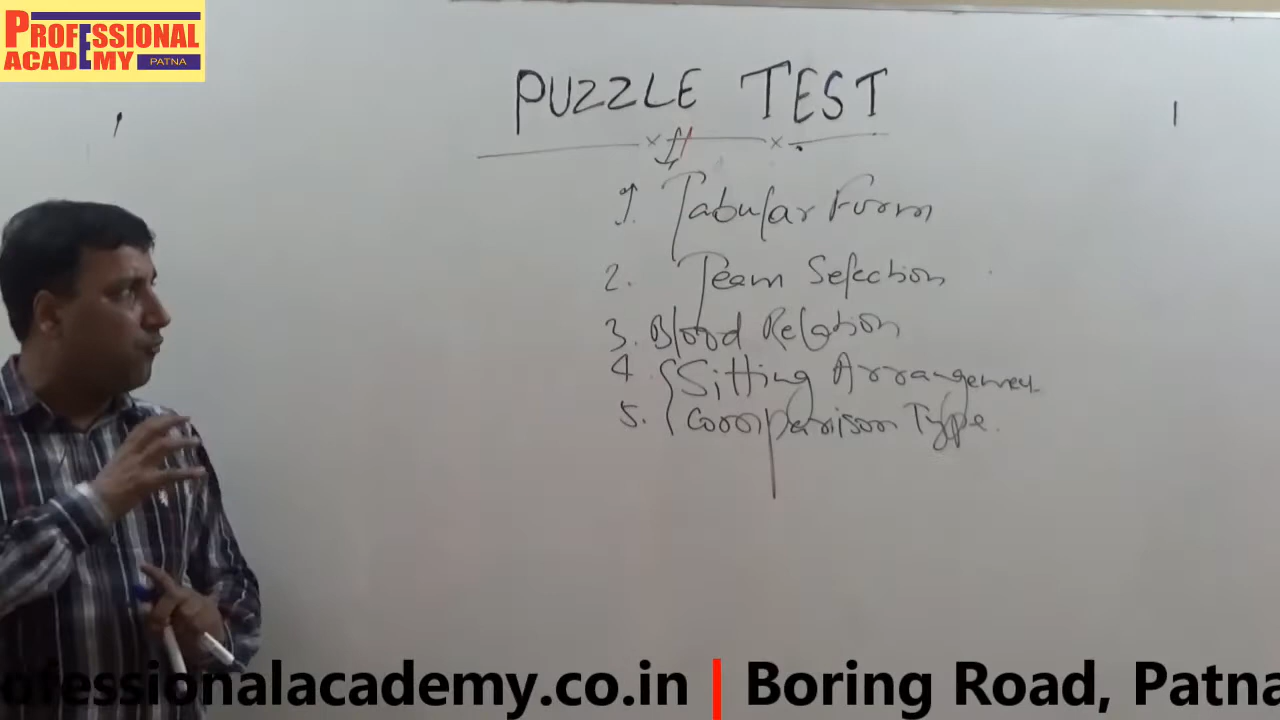 PROFESSIONAL
ACADEMY PATNA
PUZZLE TEST
1. Tabular Form
2. Team Selection
3. Blood Relation
4 Sitting Arrangement
5. Comparison Type.
ofessionalacademy.co.in | Boring Road, Patna